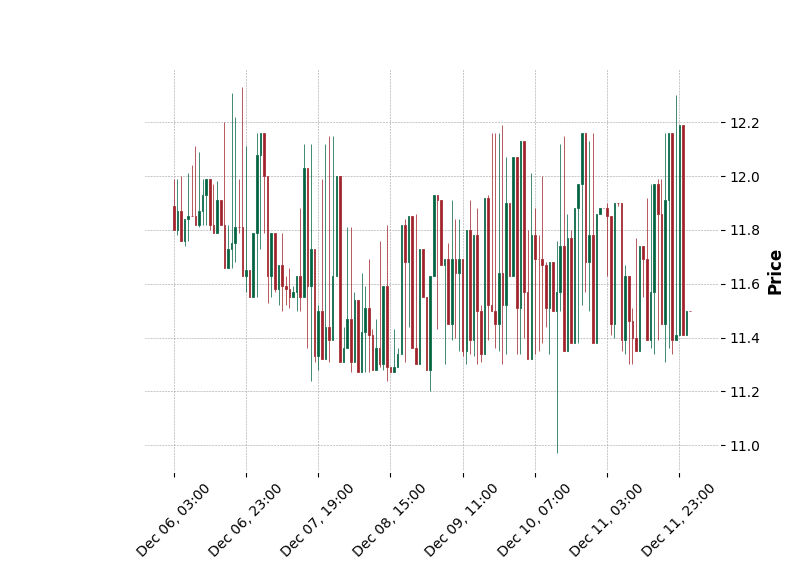 12.2
12.0
11.8
11.6
11.4
11.2
11.0
Price
Dec 06, 03:00
Dec 06, 23:00
Dec 07, 19:00
Dec 08, 15:00
Dec 09, 11:00
Dec 10, 07:00
Dec 11, 03:00
Dec 11, 23:00